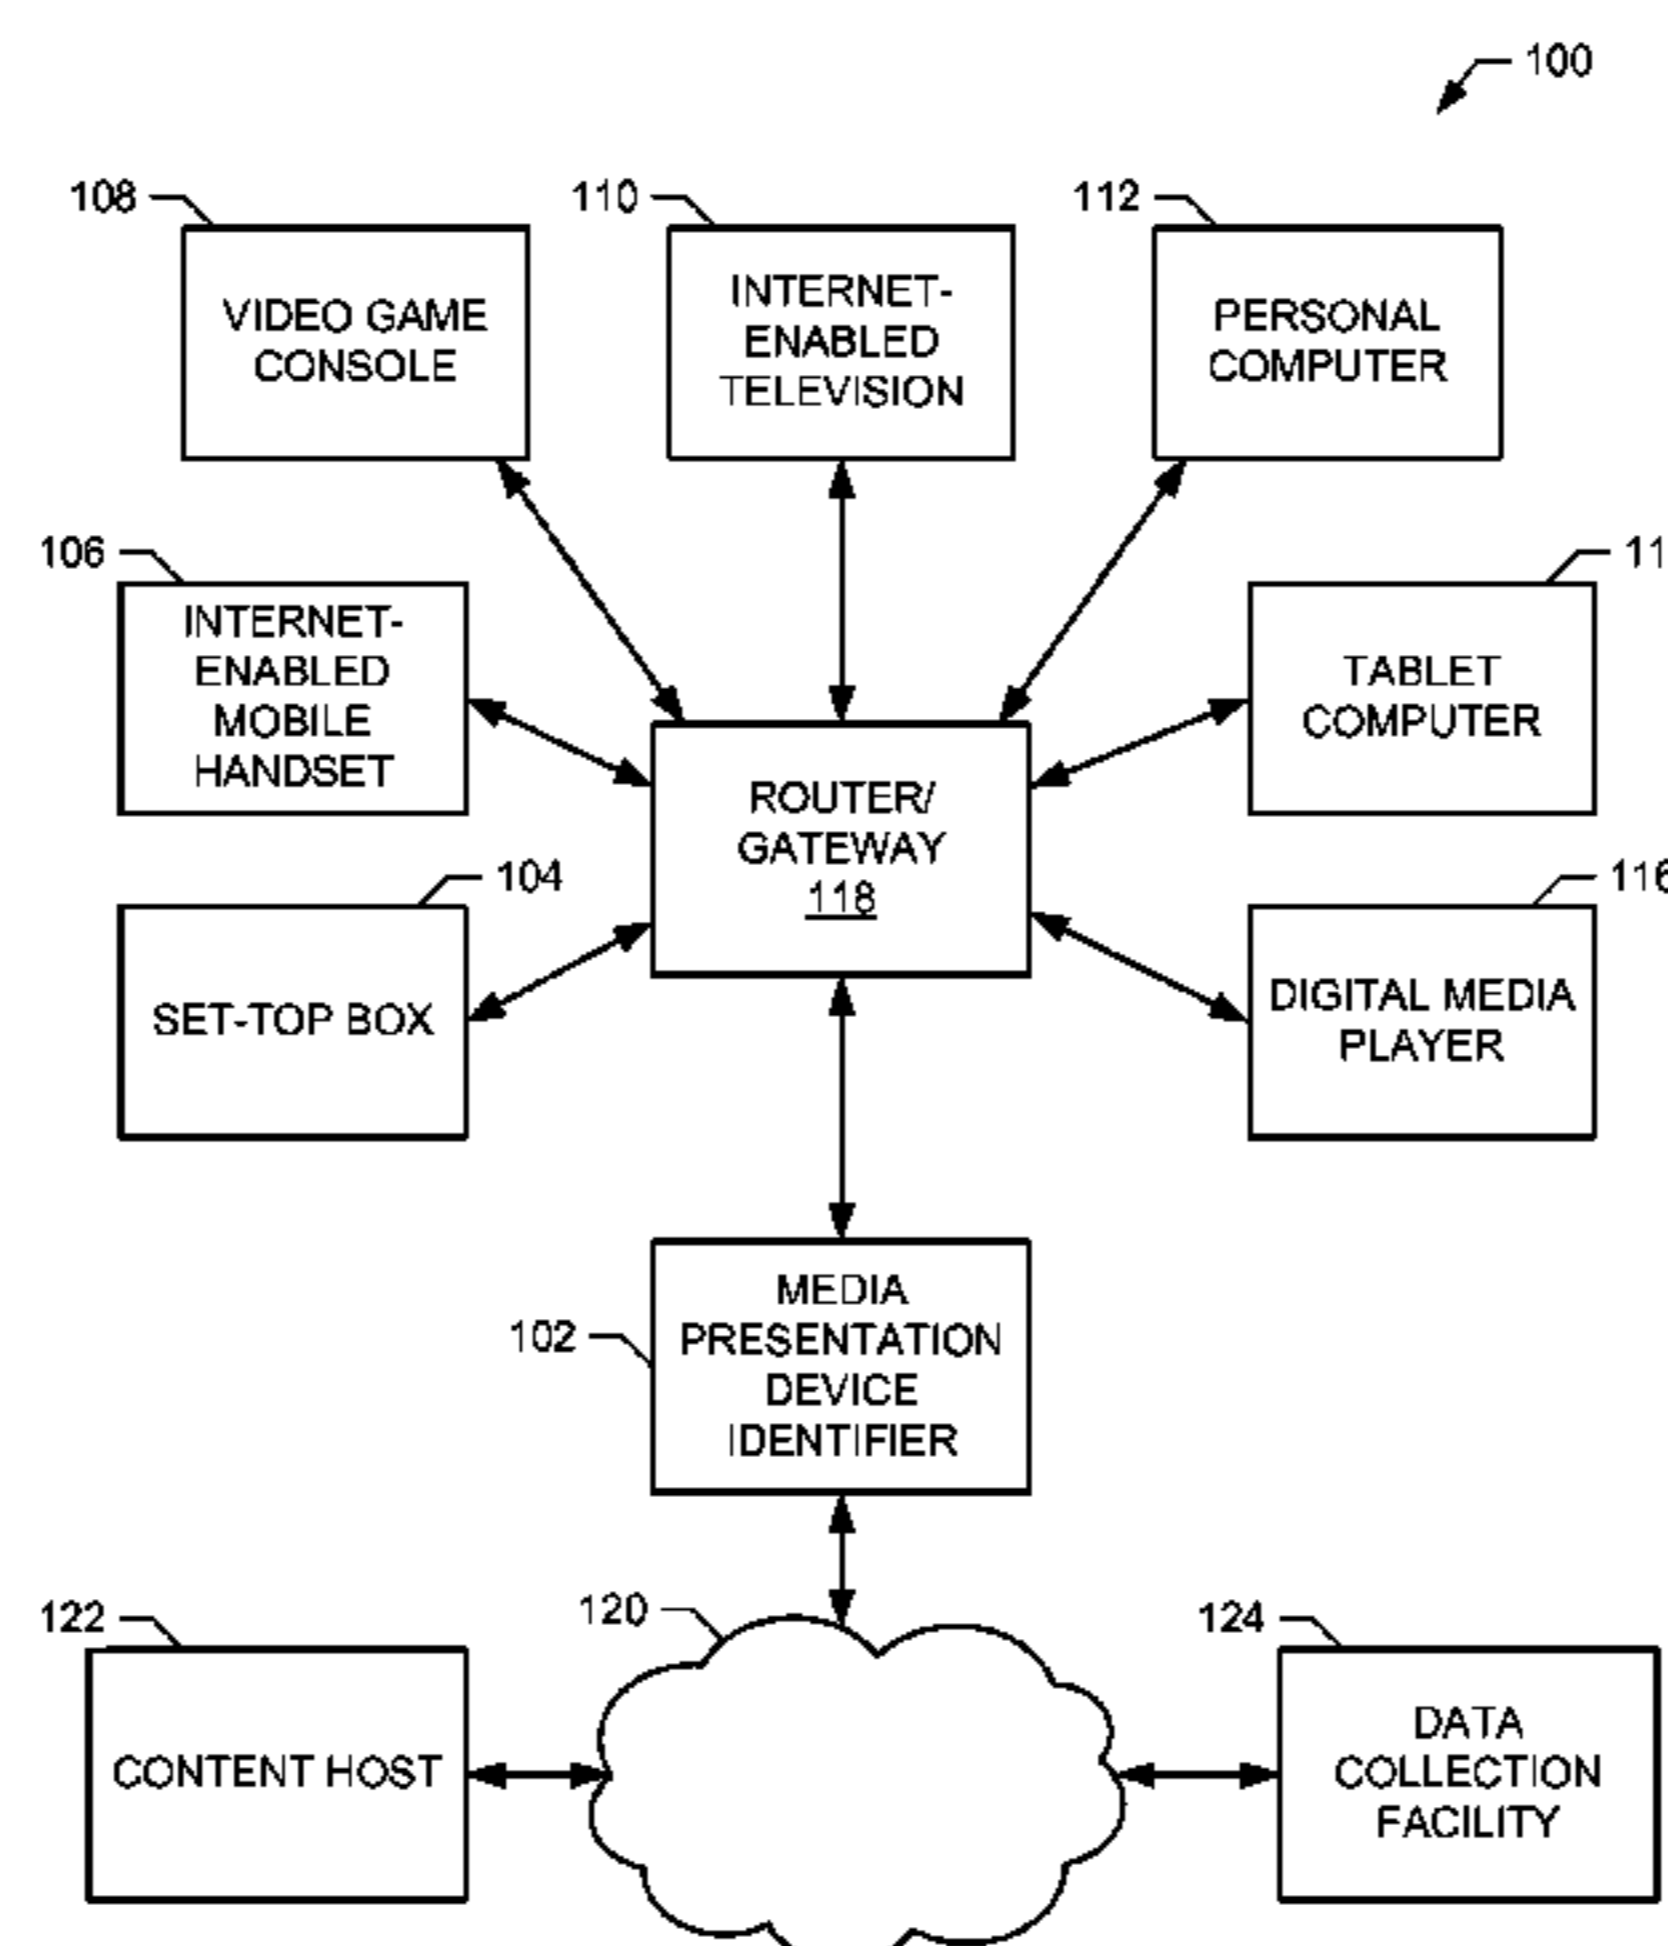 100
108
110
112
VIDEO GAME
CONSOLE
INTERNET-
ENABLED
TELEVISION
PERSONAL
COMPUTER
106
11
INTERNET-
ENABLED
MOBILE
HANDSET
TABLET
COMPUTER
ROUTER/
GATEWAY
118
104
116
SET-TOP BOX
DIGITAL MEDIA
PLAYER
102
MEDIA
PRESENTATION
DEVICE
IDENTIFIER
122
120
124
CONTENT HOST
DATA
COLLECTION
FACILITY